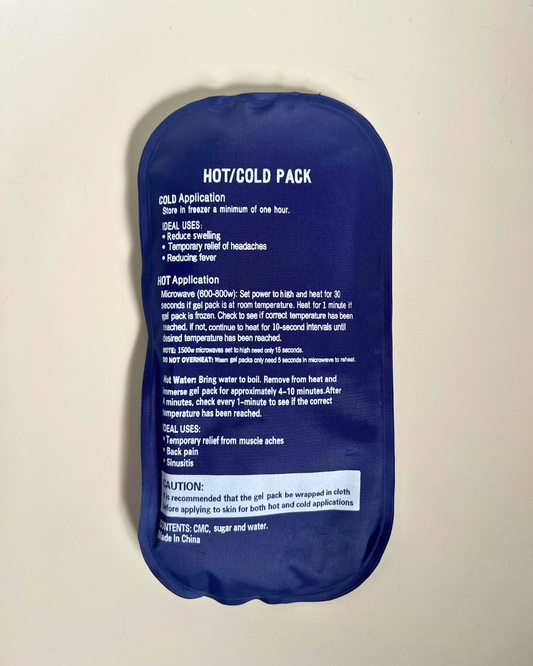 HOT/COLD PACK
COLD Application
Store in freezer a minimum of one hour.
IDEAL USES:
• Reduce swelling
• Temporary relief of headaches
• Reducing fever
HOT Application
Microwave (600-800w): Set power to high and heat for 30
seconds if gel pack is at room temperature. Heat for 1 minute if
gel pack is frozen. Check to see if correct temperature has been
reached. If not, continue to heat for 10-second intervals until
desired temperature has been reached.
NOTE: 1500w microwaves set to high need only 15 seconds.
DO NOT OVERHEAT: Warm gel packs only need 5 seconds in microwave to reheat.
Hot Water: Bring water to boil. Remove from heat and
immerse gel pack for approximately 4-10 minutes.After
4 minutes, check every 1-minute to see if the correct
temperature has been reached.
IDEAL USES:
• Temporary relief from muscle aches
• Back pain
• Sinusitis
CAUTION:
It is recommended that the gel pack be wrapped in cloth
before applying to skin for both hot and cold applications
CONTENTS: CMC, sugar and water.
Made In China